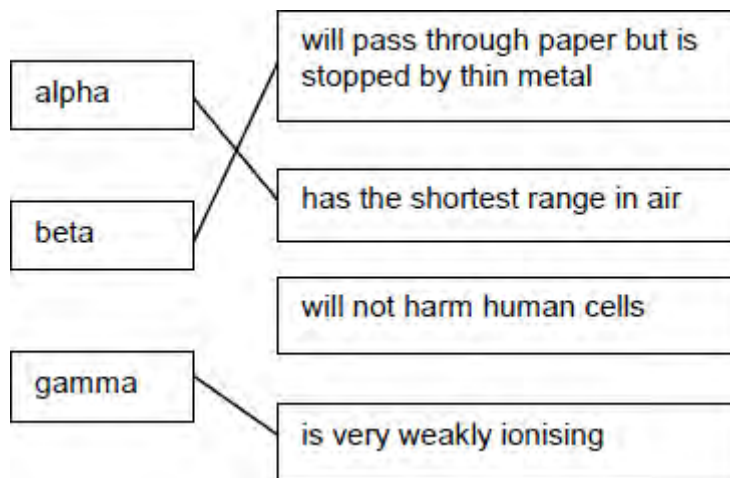 alpha
beta
gamma
will pass through paper but is
stopped by thin metal
has the shortest range in air
will not harm human cells
is very weakly ionising